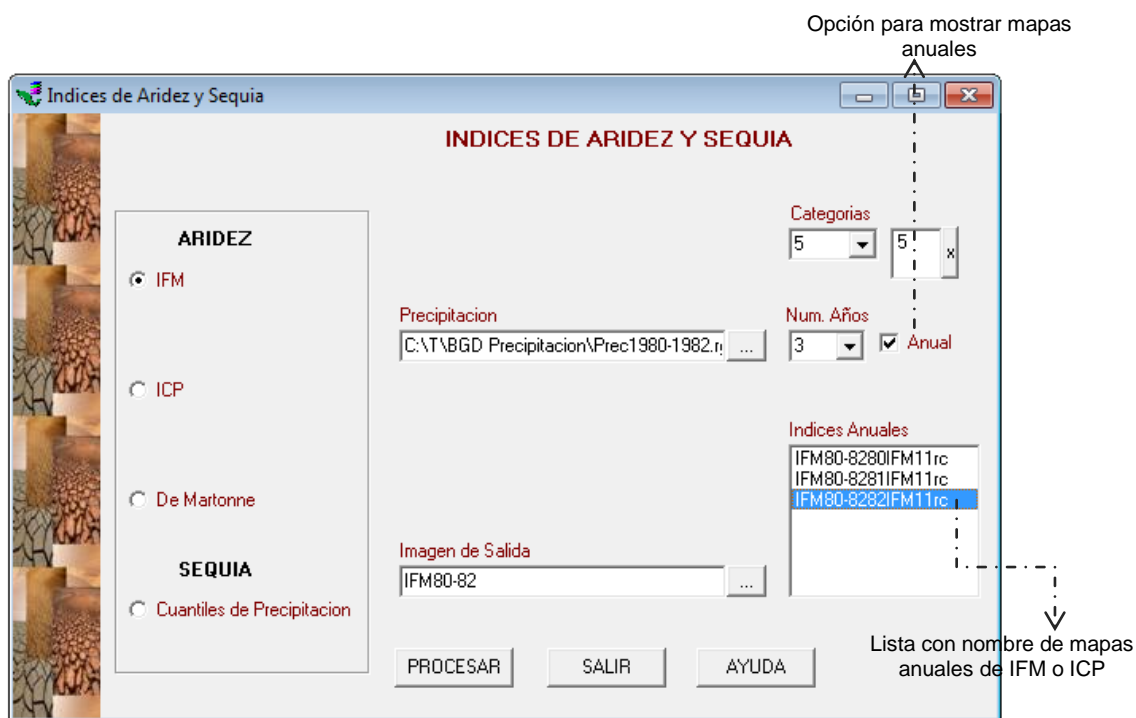 Opción para mostrar mapas
anuales
Indices de Aridez y Sequia
INDICES DE ARIDEZ Y SEQUIA
Categorias
5
5
x
ARIDEZ
IFM
Precipitacion
C:\T\BGD Precipitacion\Prec1980-1982.r
...
Num. Años
3
Anual
ICP
Indices Anuales
IFM80-8280IFM11rc
IFM80-8281IFM11rc
IFM80-8282IFM11rc
De Martonne
Imagen de Salida
IFM80-82
...
SEQUIA
Cuantiles de Precipitacion
PROCESAR
SALIR
AYUDA
Lista con nombre de mapas
anuales de IFM o ICP